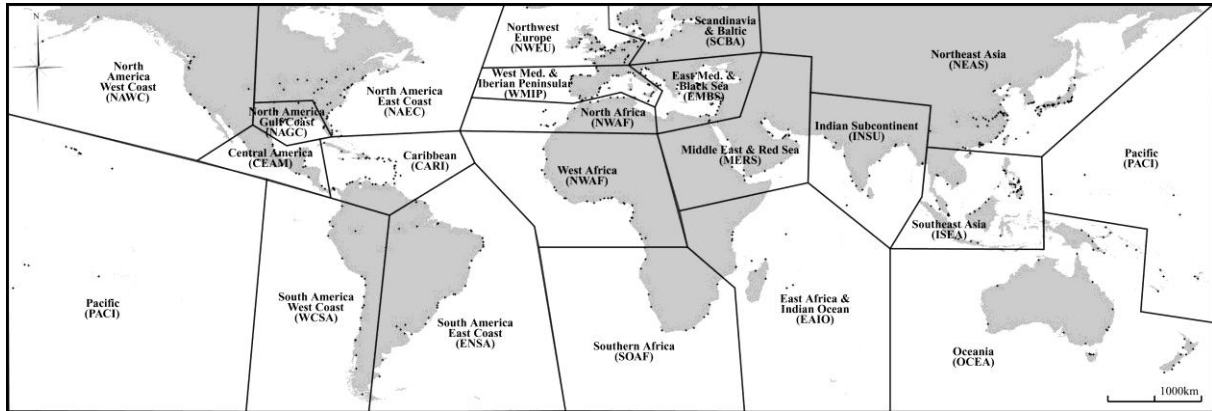 N
North
America
West Coast
(NAWC)
North America
Gulf Coast
(NAGC)
North America
East Coast
(NAEC)
Central America
(CEAM)
Caribbean
(CARI)
Northwest
Europe
(NWEU)
West Med. &
Iberian Peninsular
(WMIP)
Scandinavia
& Baltic
(SCBA)
East Med. &
Black Sea
(EMBS)
North Africa
(NWAF)
West Africa
(NWAF)
Middle East & Red Sea
(MERS)
Indian Subcontinent
(INSU)
Northeast Asia
(NEAS)
Southeast Asia
(ISEA)
Pacific
(PACI)
Pacific
(PACI)
South America
West Coast
(WCSA)
South America
East Coast
(ENSA)
Southern Africa
(SOAF)
East Africa &
Indian Ocean
(EAIO)
Oceania
(OCEA)
1000km